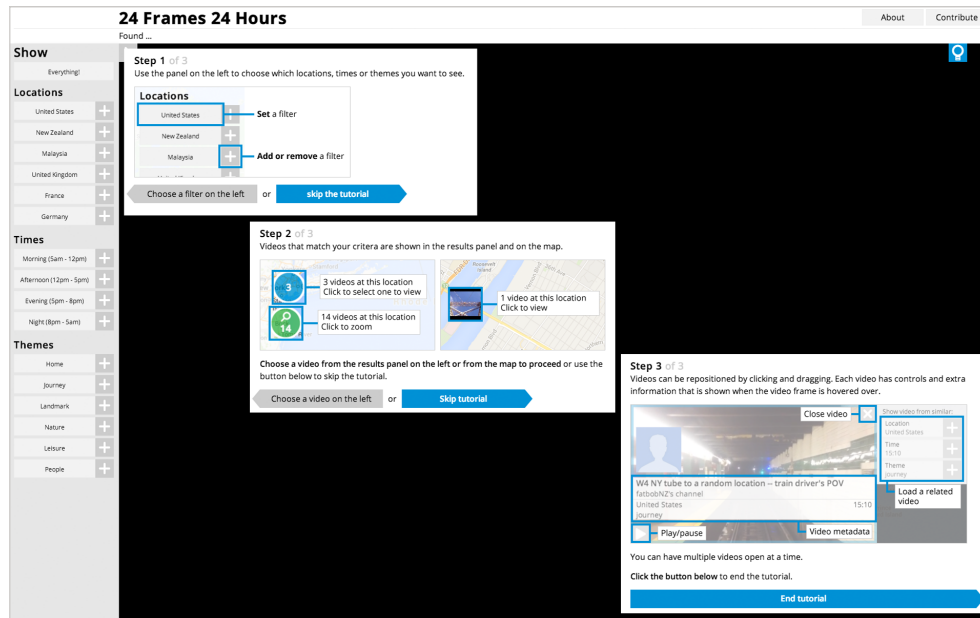 24 Frames 24 Hours
About
Contribute
Found ...
Show
Everything!
Locations
United States
New Zealand
Malaysia
United Kingdom
France
Germany
Times
Morning (5am - 12pm)
Afternoon (12pm - 5pm)
Evening (5pm - 8pm)
Night (8pm - 5am)
Themes
Home
Journey
Landmark
Nature
Leisure
People
Step 1 of 3
Use the panel on the left to choose which locations, times or themes you want to see.
Locations
United States
Set a filter
New Zealand
Malaysia
Add or remove a filter
Choose a filter on the left
or
skip the tutorial
Step 2 of 3
Videos that match your critera are shown in the results panel and on the map.
3
3 videos at this location
Click to select one to view
14
14 videos at this location
Click to zoom
Roosevelt
Island
1 video at this location
Click to view
Choose a video from the results panel on the left or from the map to proceed or use the
button below to skip the tutorial.
Choose a video on the left
or
Skip tutorial
Step 3 of 3
Videos can be repositioned by clicking and dragging. Each video has controls and extra
information that is shown when the video frame is hovered over.
Close video
Show video from similar:
Location
United States
Time
15:10
Theme
journey
Load a related
video
W4 NY tube to a random location -- train driver's POV
fatbobNZ's channel
United States
15:10
journey
Play/pause
Video metadata
You can have multiple videos open at a time.
Click the button below to end the tutorial.
End tutorial